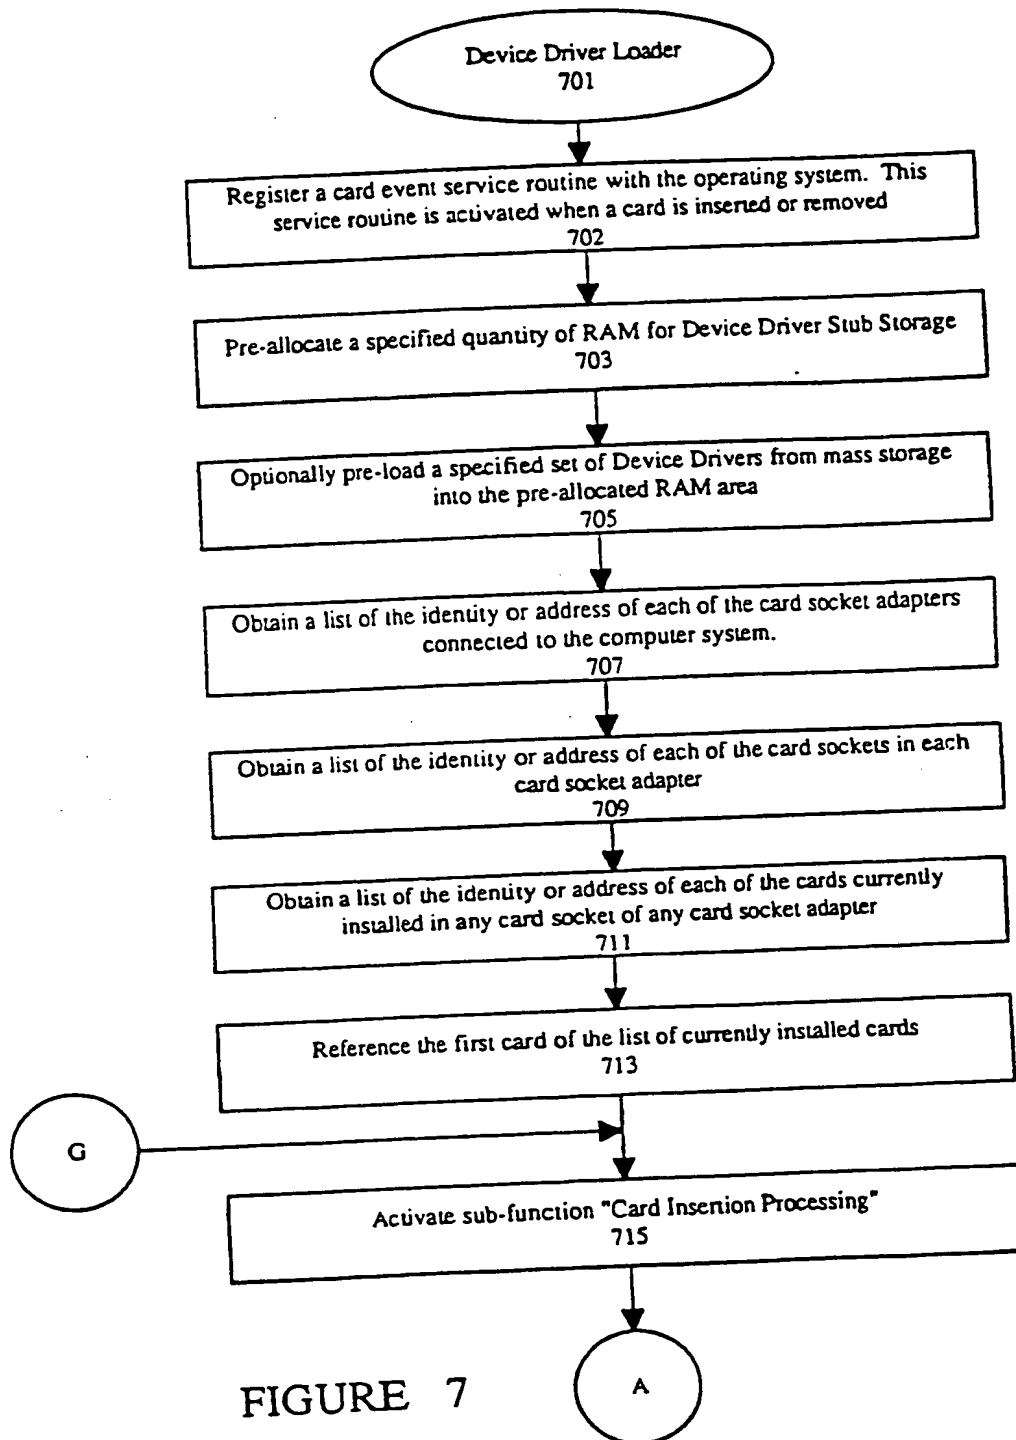 Device Driver Loader
701
Register a card event service routine with the operating system. This
service routine is activated when a card is inserted or removed
702
Pre-allocate a specified quantity of RAM for Device Driver Stub Storage
703
Optionally pre-load a specified set of Device Drivers from mass storage
into the pre-allocated RAM area
705
Obtain a list of the identity or address of each of the card socket adapters
connected to the computer system.
707
Obtain a list of the identity or address of each of the card sockets in each
card socket adapter
709
Obtain a list of the identity or address of each of the cards currently
installed in any card socket of any card socket adapter
711
Reference the first card of the list of currently installed cards
713
G
Activate sub-function "Card Insertion Processing"
715
A
FIGURE 7